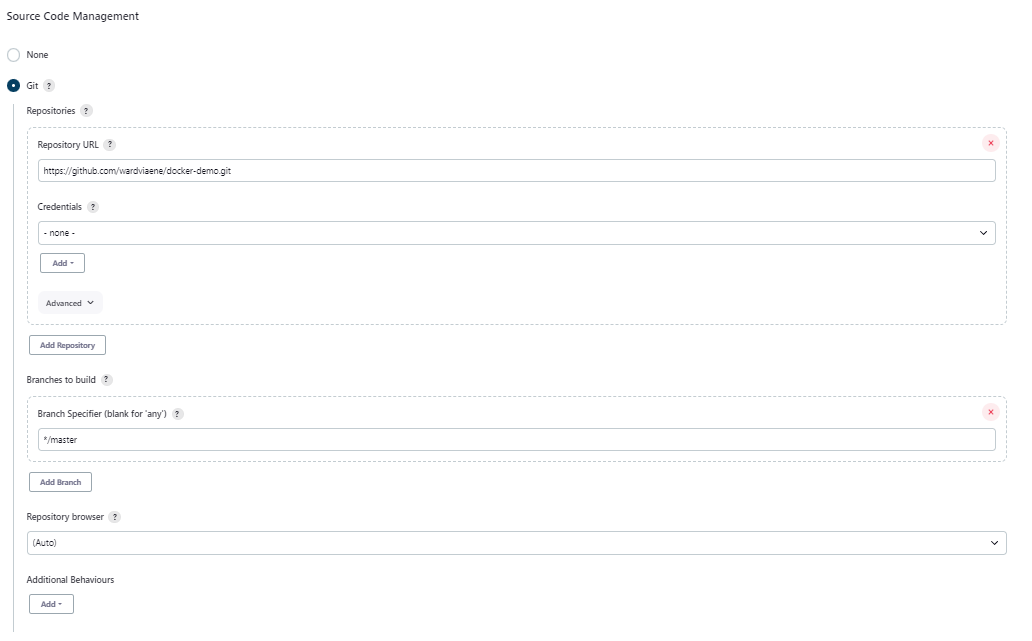 Source Code Management
None
Git ?
Repositories ?
Repository URL ?
https://github.com/wardviaene/docker-demo.git
Credentials ?
- none -
Add
Advanced
Add Repository
Branches to build ?
Branch Specifier (blank for 'any') ?
*/master
Add Branch
Repository browser ?
(Auto)
Additional Behaviours
Add